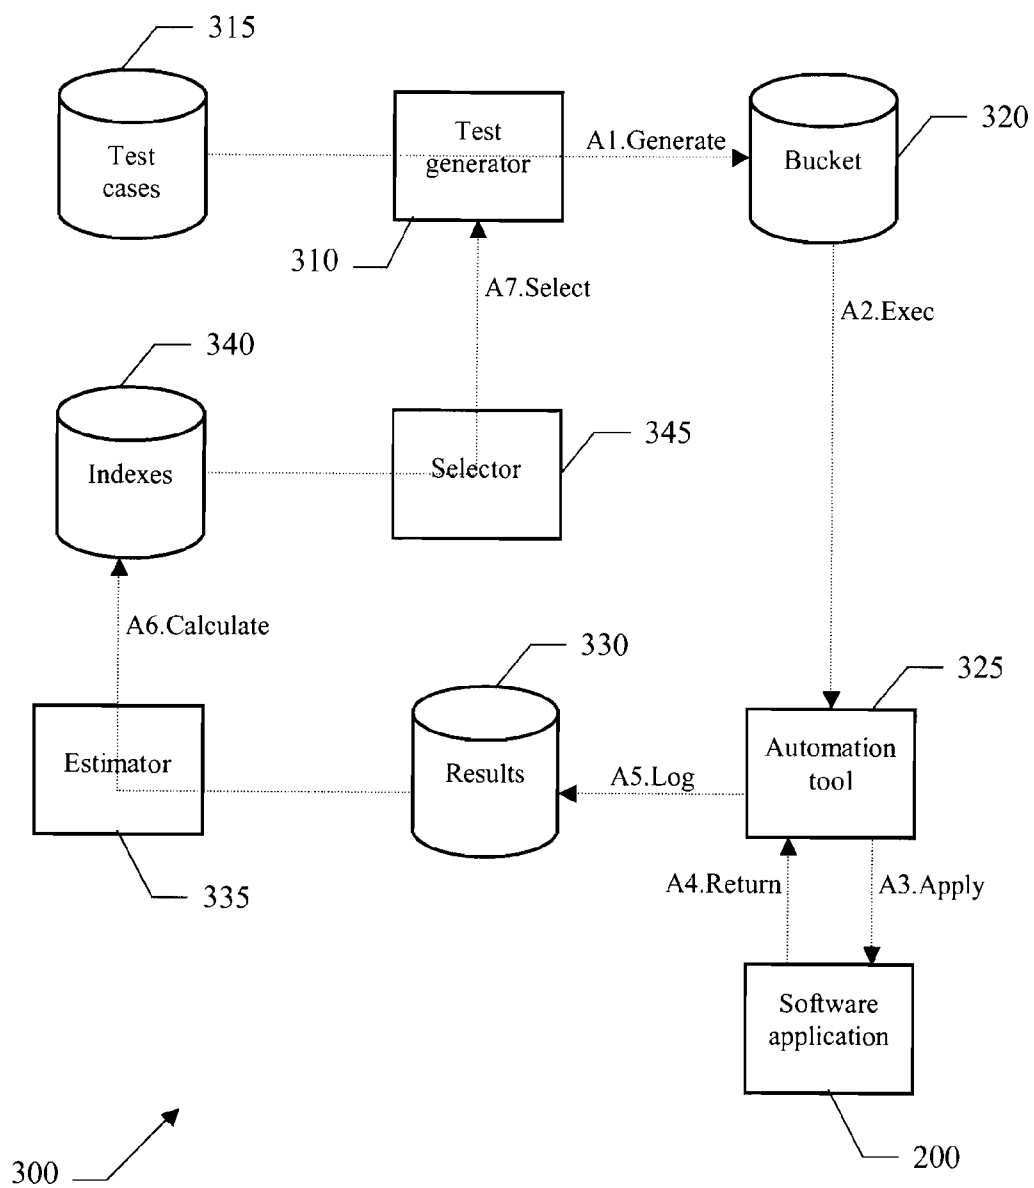 315
Test
cases
Test
generator
A1.Generate
Bucket
320
310
A7.Select
A2.Exec
340
Indexes
Selector
345
A6.Calculate
330
325
Estimator
Results
A5.Log
Automation
tool
335
A4.Return
A3.Apply
Software
application
300
200